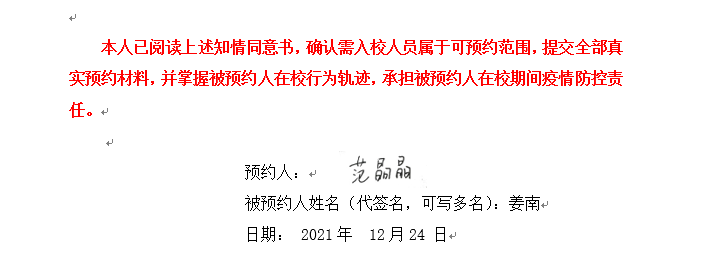 本人已阅读上述知情同意书，确认需入校人员属于可预约范围，提交全部真
实预约材料，并掌握被预约人在校行为轨迹，承担被预约人在校期间疫情防控责
任。
预约人： 范晶晶
被预约人姓名（代签名，可写多名）：姜南
日期： 2021年 12月24 日